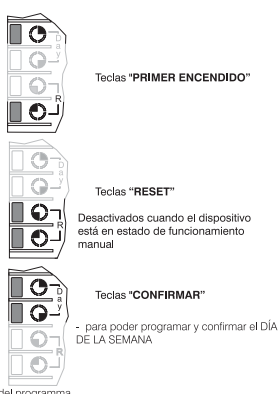 D
a
y
R
Teclas "PRIMER ENCENDIDO"
D
a
y
R
Teclas “RESET”
Desactivados cuando el dispositivo
está en estado de funcionamiento
manual
D
a
y
R
Teclas "CONFIRMAR”
- para poder programar y confirmar el DÍA
DE LA SEMANA
del programma